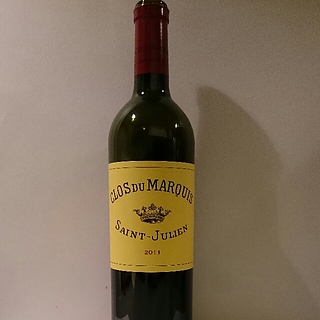 CLOS DU MARQUIS
SAINT-JULIEN
2011